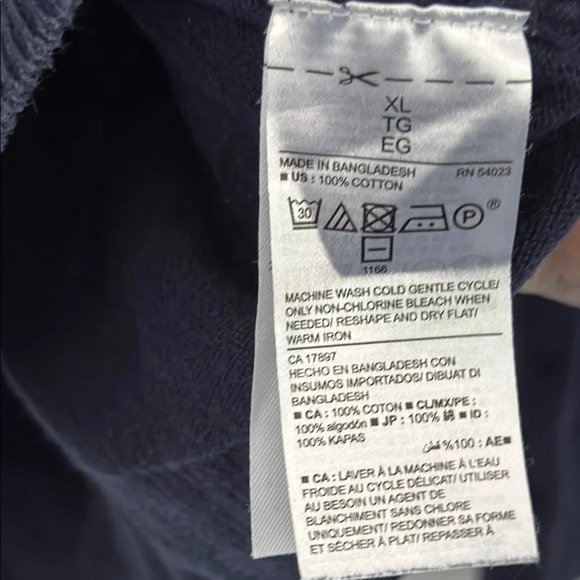 XL
TG
EG
MADE IN BANGLADESH RN 54023
■ US : 100% COTTON
30 P ®
1166
MACHINE WASH COLD GENTLE CYCLE/
ONLY NON-CHLORINE BLEACH WHEN
NEEDED/ RESHAPE AND DRY FLAT/
WARM IRON
CA 17897
HECHO EN BANGLADESH CON
INSUMOS IMPORTADOS/ DIBUAT DI
BANGLADESH
■ CA : 100% COTON ■ CL/MX/PE :
100% algodón ■ JP : 100% 綿 ■ ID :
100% KAPAS
■AE : 100% قطن
■ CA : LAVER À LA MACHINE À L'EAU
FROIDE AU CYCLE DÉLICAT/ UTILISER
AU BESOIN UN AGENT DE
BLANCHIMENT SANS CHLORE
UNIQUEMENT/ REDONNER SA FORME
ET SÉCHER À PLAT/ REPASSER À